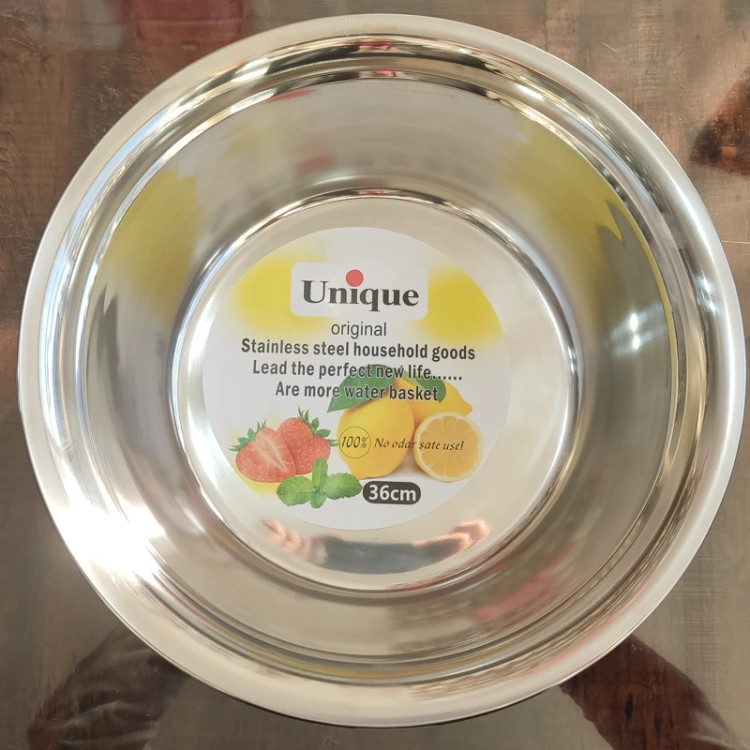 Unique
original
Stainless steel household goods
Lead the perfect new life......
Are more water basket
100% No odar sate use!
36cm